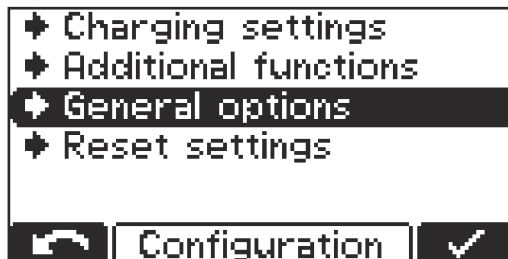 Charging settings
Additional functions
General options
Reset settings
Configuration